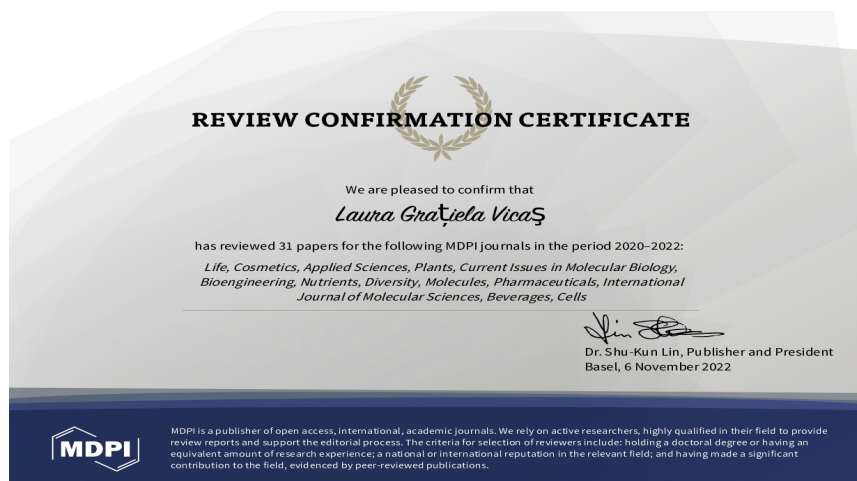 REVIEW CONFIRMATION CERTIFICATE
We are pleased to confirm that
Laura Grațiela Vicaş
has reviewed 31 papers for the following MDPI journals in the period 2020–2022:
Life, Cosmetics, Applied Sciences, Plants, Current Issues in Molecular Biology,
Bioengineering, Nutrients, Diversity, Molecules, Pharmaceuticals, International
Journal of Molecular Sciences, Beverages, Cells
Dr. Shu-Kun Lin, Publisher and President
Basel, 6 November 2022
MDPI
MDPI is a publisher of open access, international, academic journals. We rely on active researchers, highly qualified in their field to provide
review reports and support the editorial process. The criteria for selection of reviewers include: holding a doctoral degree or having an
equivalent amount of research experience; a national or international reputation in the relevant field; and having made a significant
contribution to the field, evidenced by peer-reviewed publications.